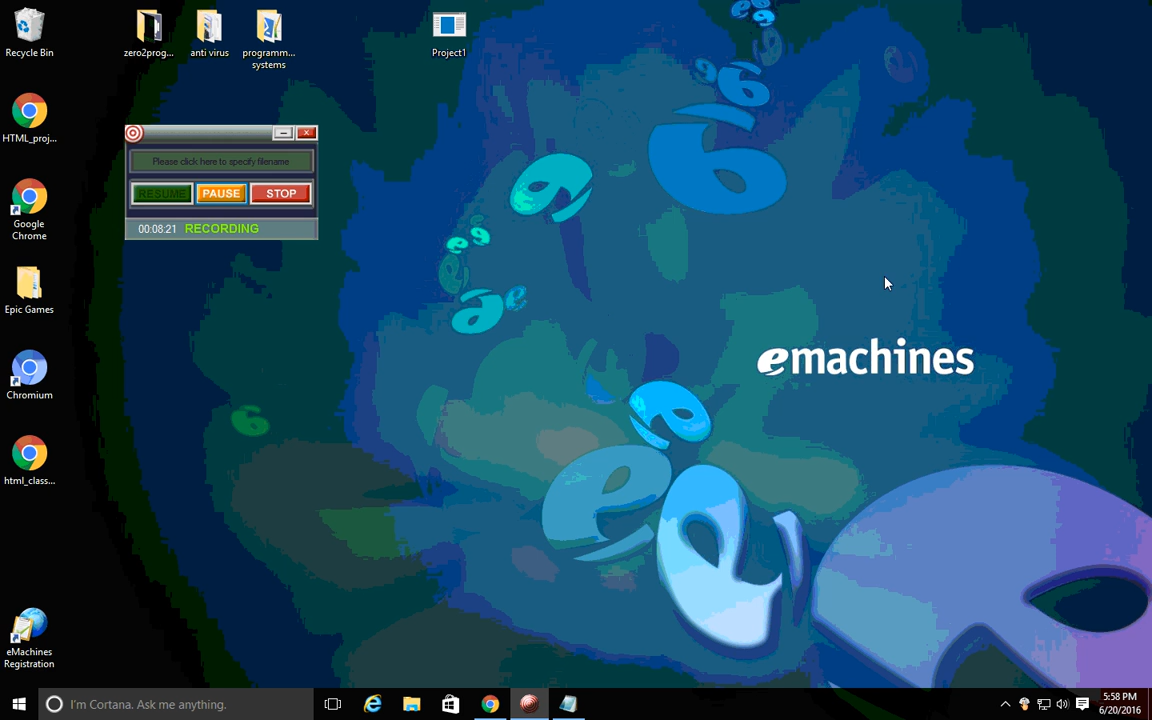 Recycle Bin
zero2prog...
anti virus
programm...
systems
Project1
HTML_proj...
Please click here to specify filename
RESUME
PAUSE
STOP
00:08:21 RECORDING
Google
Chrome
Epic Games
emachines
Chromium
html_class...
eMachines
Registration
I'm Cortana. Ask me anything.
5:58 PM
6/20/2016